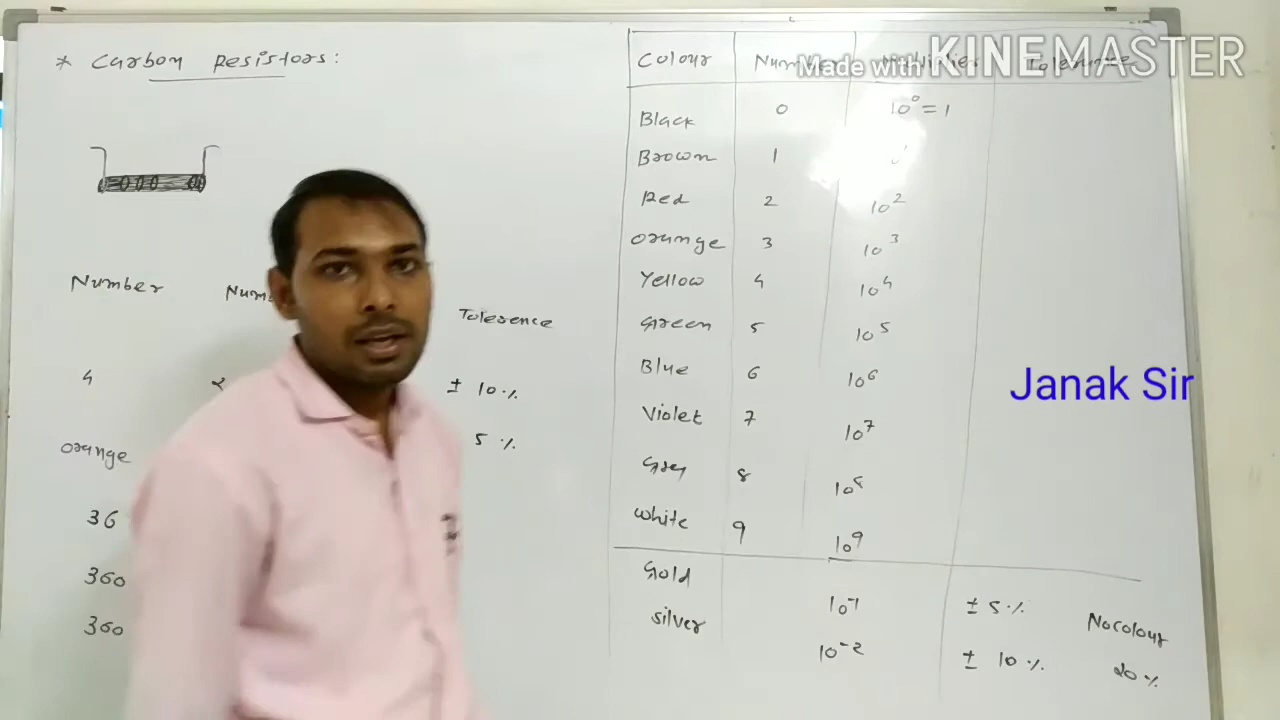 * Carbon Resistors:
Number
Tolerence
4
± 10 %
orange
5 %
36
360
360
Colour Number
Black 0 10⁰ = 1
Brown 1
Red 2 10²
orange 3 10³
Yellow 4 10⁴
Green 5 10⁵
Blue 6 10⁶
Violet 7 10⁷
Grey 8 10⁸
White 9 10⁹
Gold 10⁻¹ ± 5 %
silver 10⁻² ± 10 %
Nocolour
20 %
Made with KINEMASTER
Janak Sir